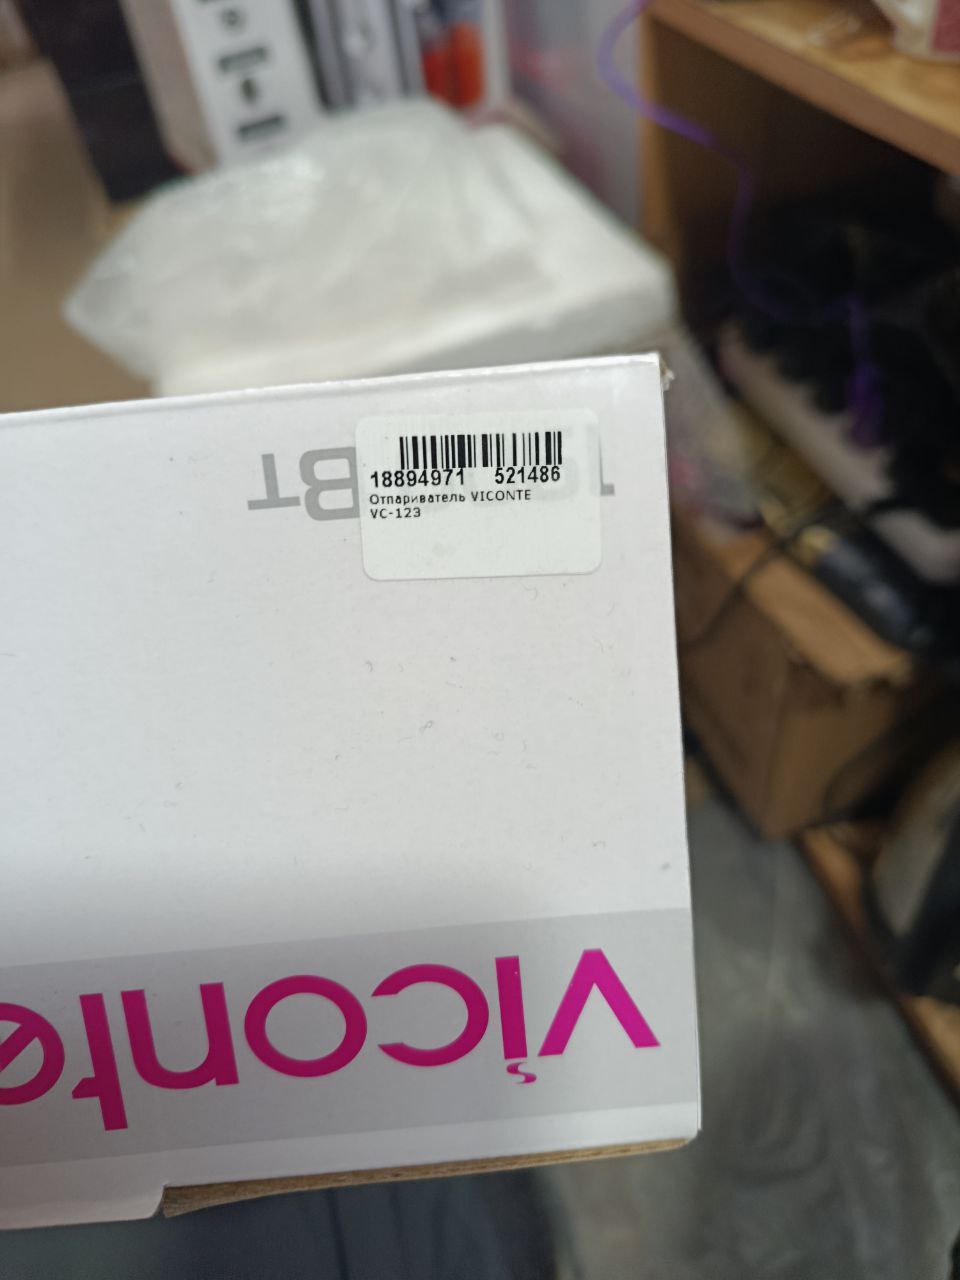 18894971 521486
Отпариватель VICONTE
VC-123
Вт
viconte